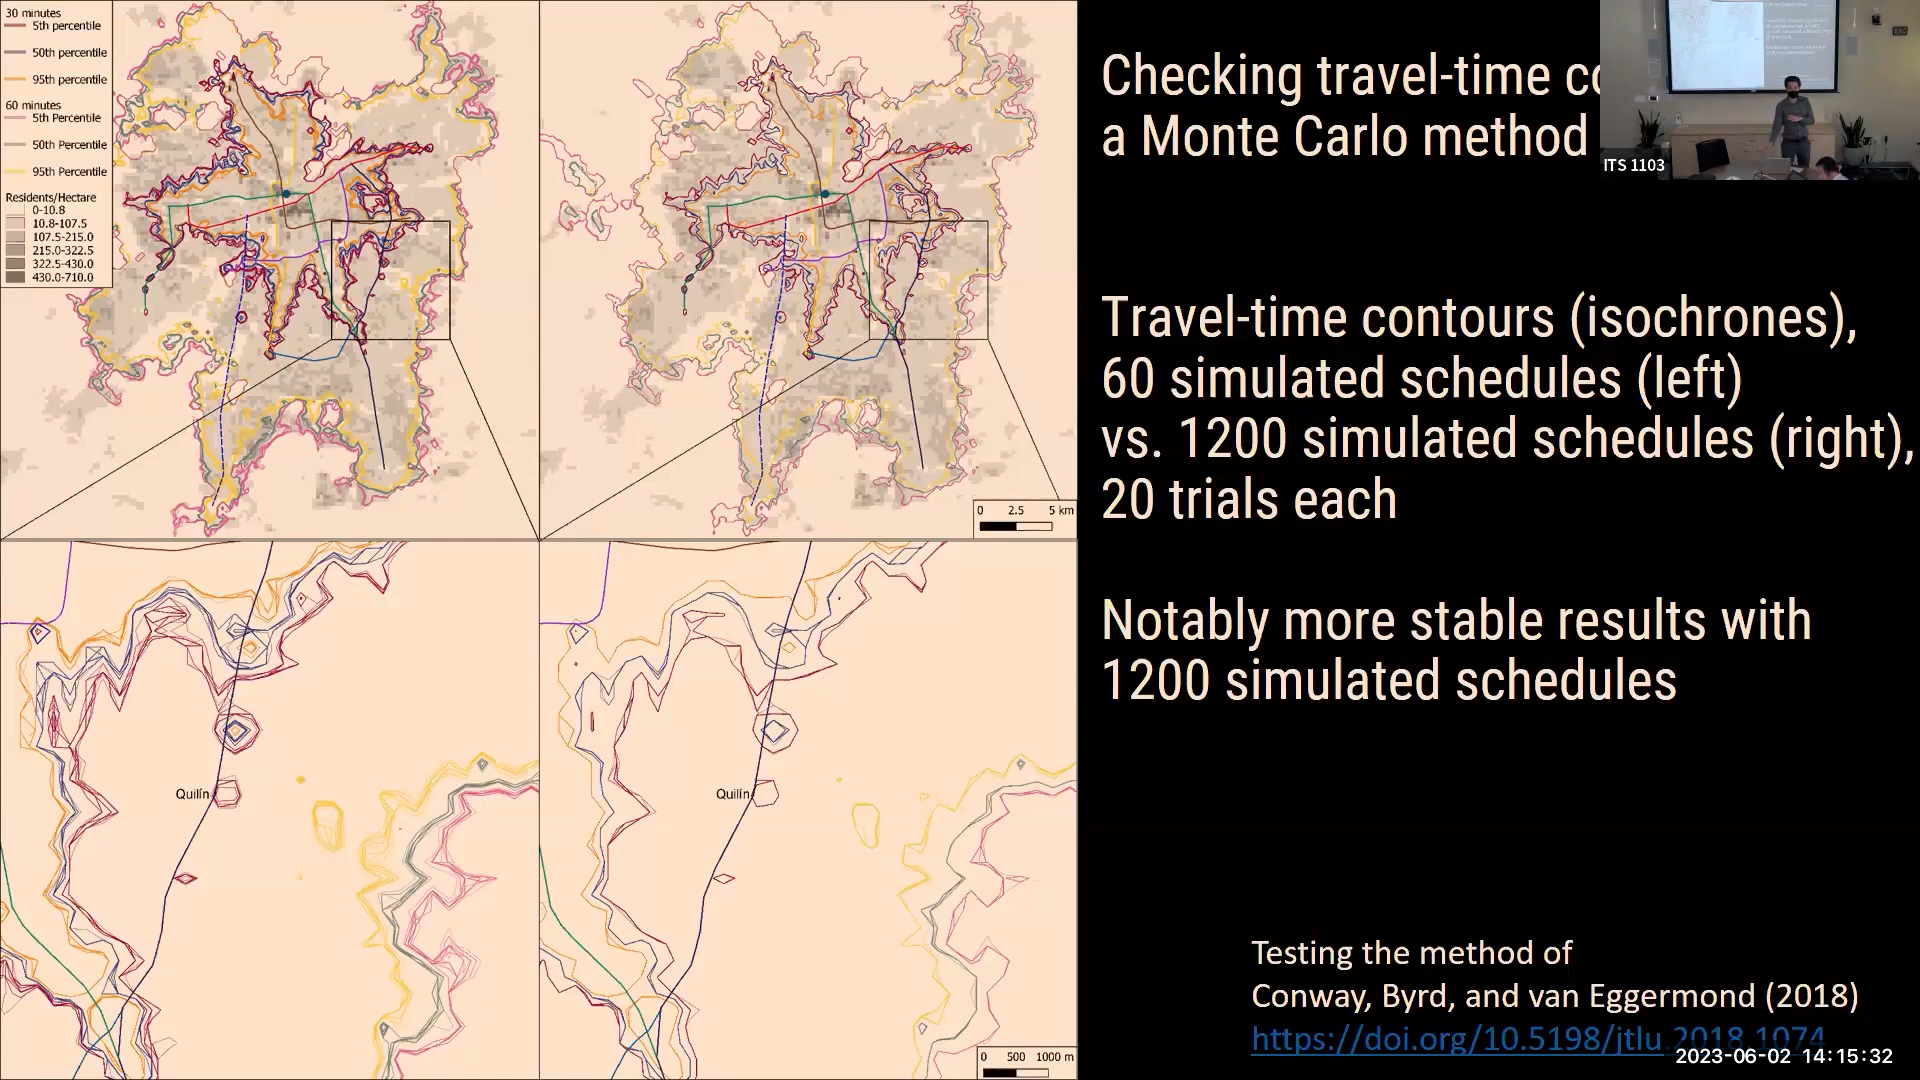 30 minutes
5th percentile
50th percentile
95th percentile
60 minutes
5th Percentile
50th Percentile
95th Percentile
Residents/Hectare
0-10.8
10.8-107.5
107.5-215.0
215.0-322.5
322.5-430.0
430.0-710.0
0 2.5 5 km
Quilín
Quilín
0 500 1000 m
Checking travel-time co
a Monte Carlo method
ITS 1103
Travel-time contours (isochrones),
60 simulated schedules (left)
vs. 1200 simulated schedules (right),
20 trials each
Notably more stable results with
1200 simulated schedules
Testing the method of
Conway, Byrd, and van Eggermond (2018)
https://doi.org/10.5198/jtlu.2018.1074
2023-06-02 14:15:32